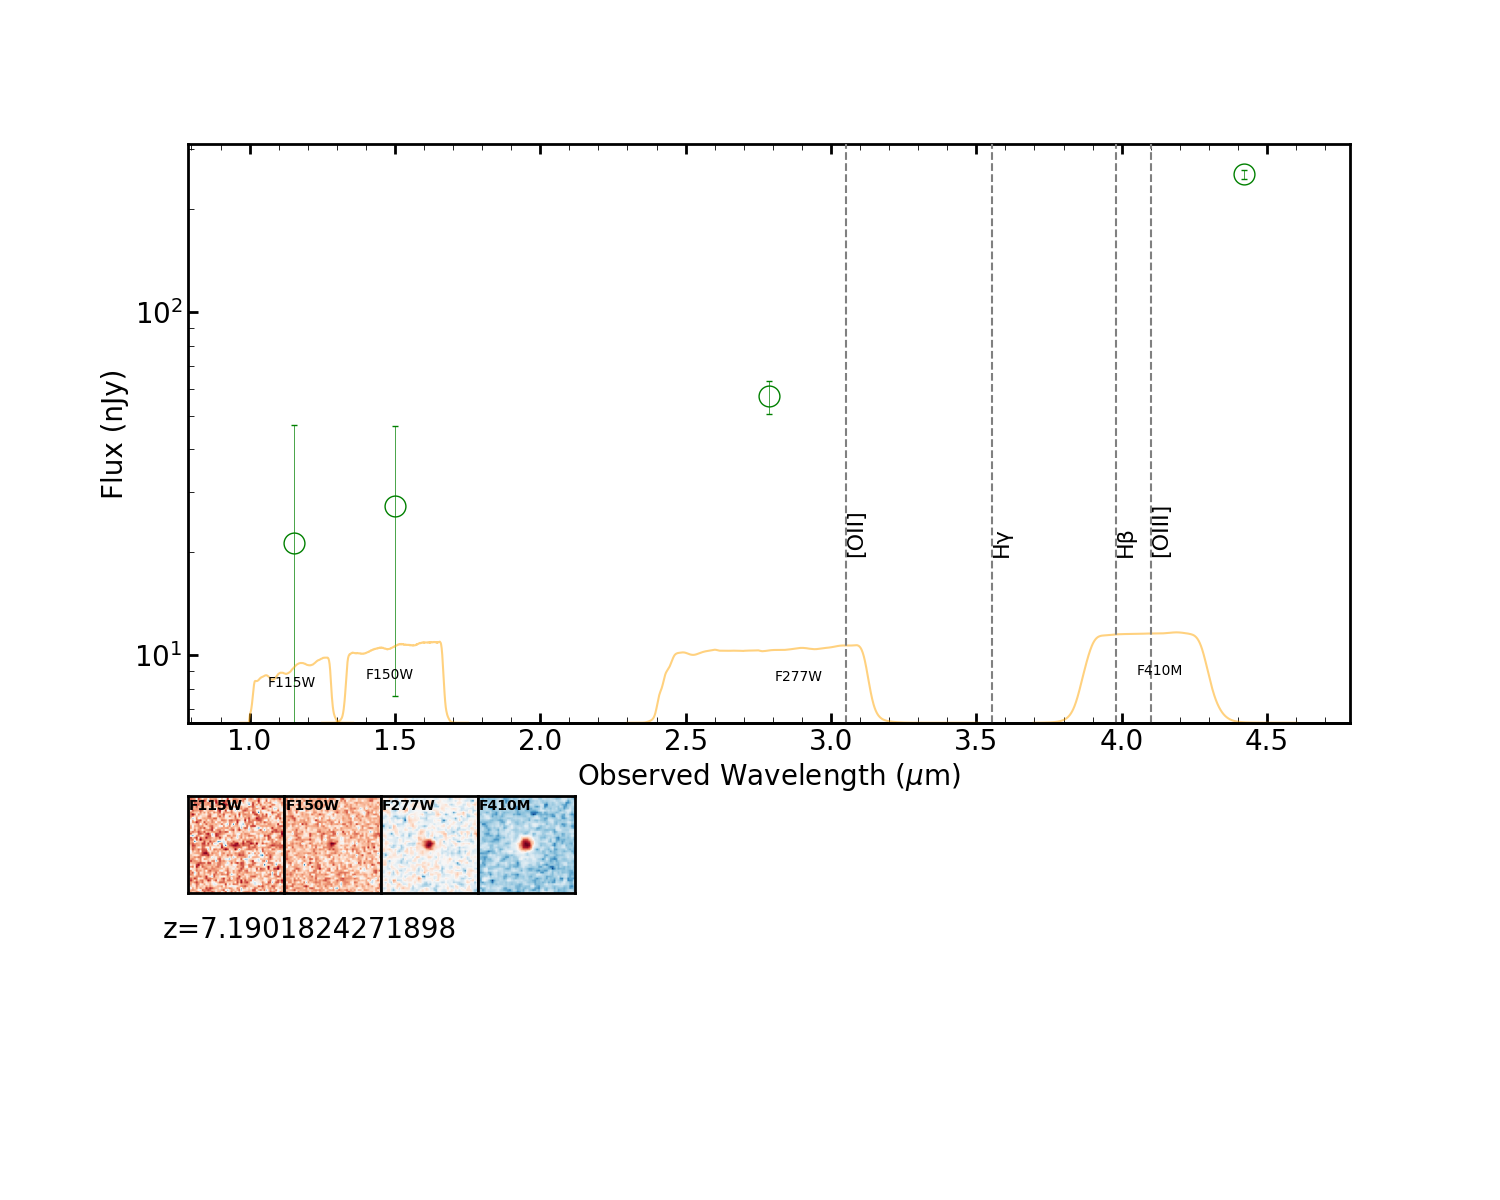 Flux (nJy)
10²
10¹
[OII]
Hγ
Hβ
[OIII]
F115W
F150W
F277W
F410M
1.0 1.5 2.0 2.5 3.0 3.5 4.0 4.5
Observed Wavelength (μm)
F115W F150W F277W F410M
z=7.1901824271898